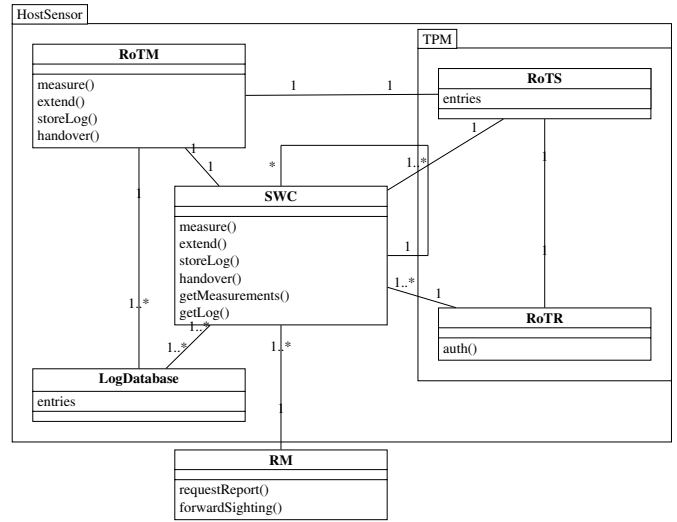 HostSensor
TPM
RoTM
measure()
extend()
storeLog()
handover()
RoTS
entries
1
1
1
1
1
1
*
1..*
SWC
measure()
extend()
storeLog()
handover()
getMeasurements()
getLog()
1
1
1
1..*
1
1..*
RoTR
auth()
1..*
1..*
1..*
1..*
LogDatabase
entries
1
RM
requestReport()
forwardSighting()